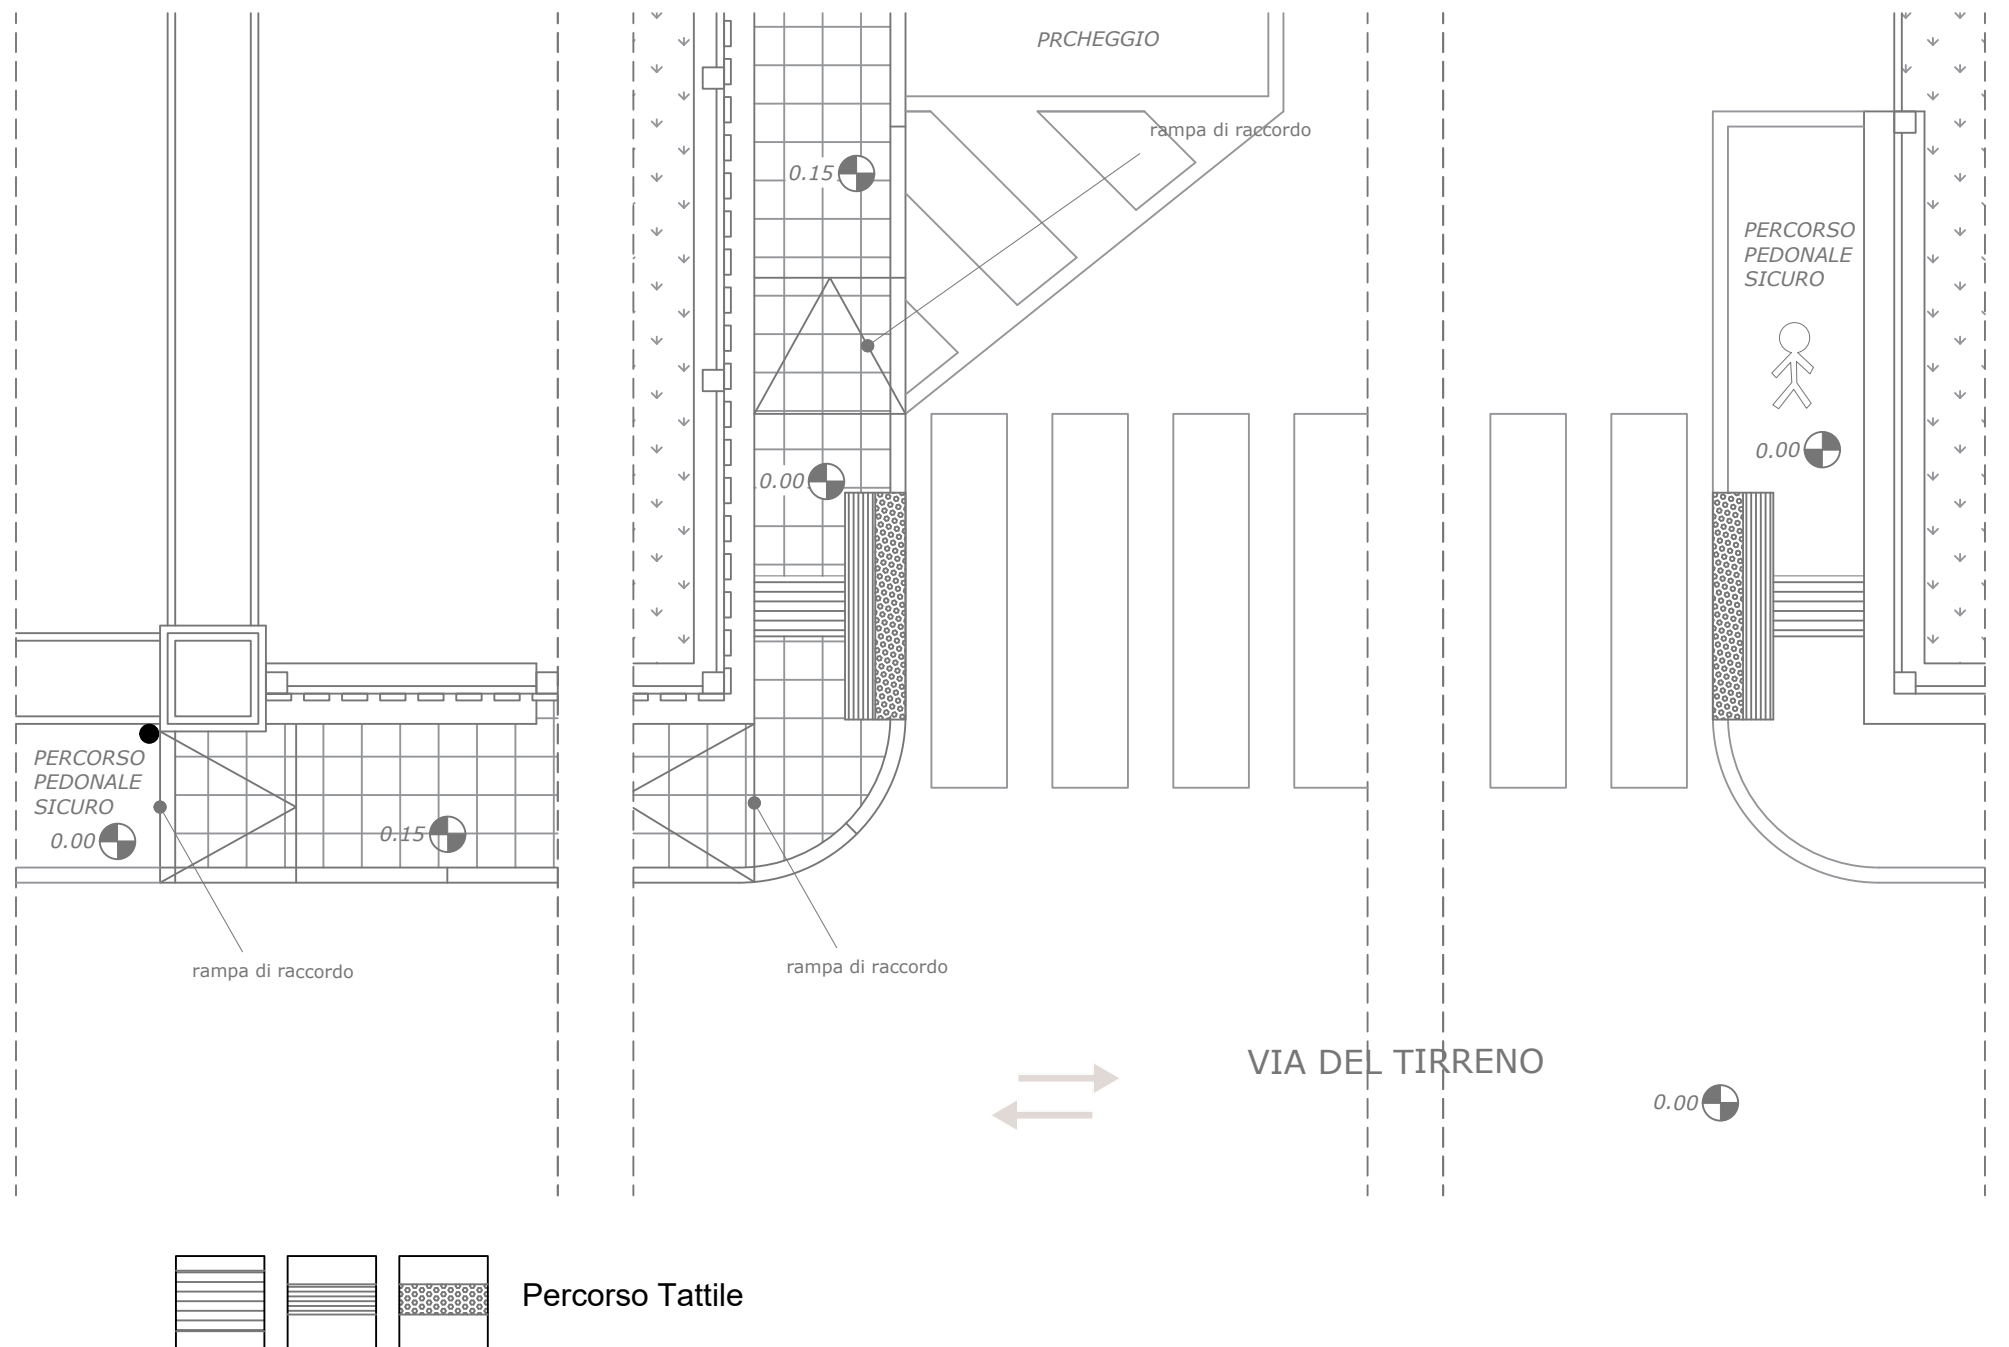 PRCHEGGIO
rampa di raccordo
0.15
PERCORSO
PEDONALE
SICURO
0.00
0.00
PERCORSO
PEDONALE
SICURO
0.00
0.15
rampa di raccordo
rampa di raccordo
VIA DEL TIRRENO
0.00
Percorso Tattile